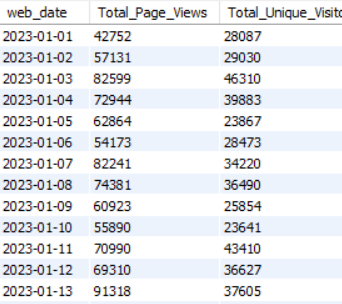 web_date Total_Page_Views Total_Unique_Visito
2023-01-01 42752 28087
2023-01-02 57131 29030
2023-01-03 82599 46310
2023-01-04 72944 39883
2023-01-05 62864 23867
2023-01-06 54173 28473
2023-01-07 82241 34220
2023-01-08 74381 36490
2023-01-09 60923 25854
2023-01-10 55890 23641
2023-01-11 70990 43410
2023-01-12 69310 36627
2023-01-13 91318 37605